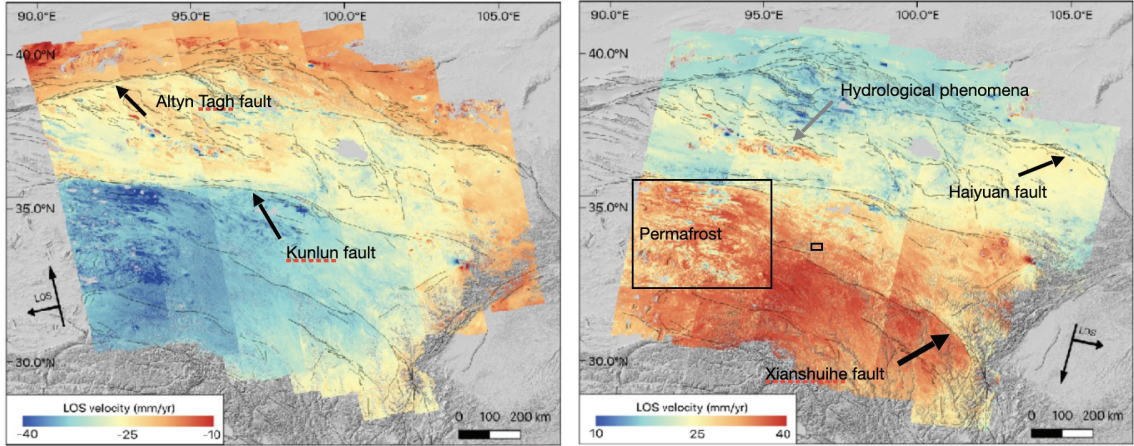 90.0°E 95.0°E 100.0°E 105.0°E
40.0°N
Altyn Tagh fault
35.0°N
Kunlun fault
LOS
30.0°N
LOS velocity (mm/yr)
-40 -25 -10
0 100 200 km
90.0°E 95.0°E 100.0°E 105.0°E
40.0°N
Hydrological phenomena
Haiyuan fault
35.0°N
Permafrost
LOS
30.0°N
Xianshuihe fault
LOS velocity (mm/yr)
10 25 40
0 100 200 km